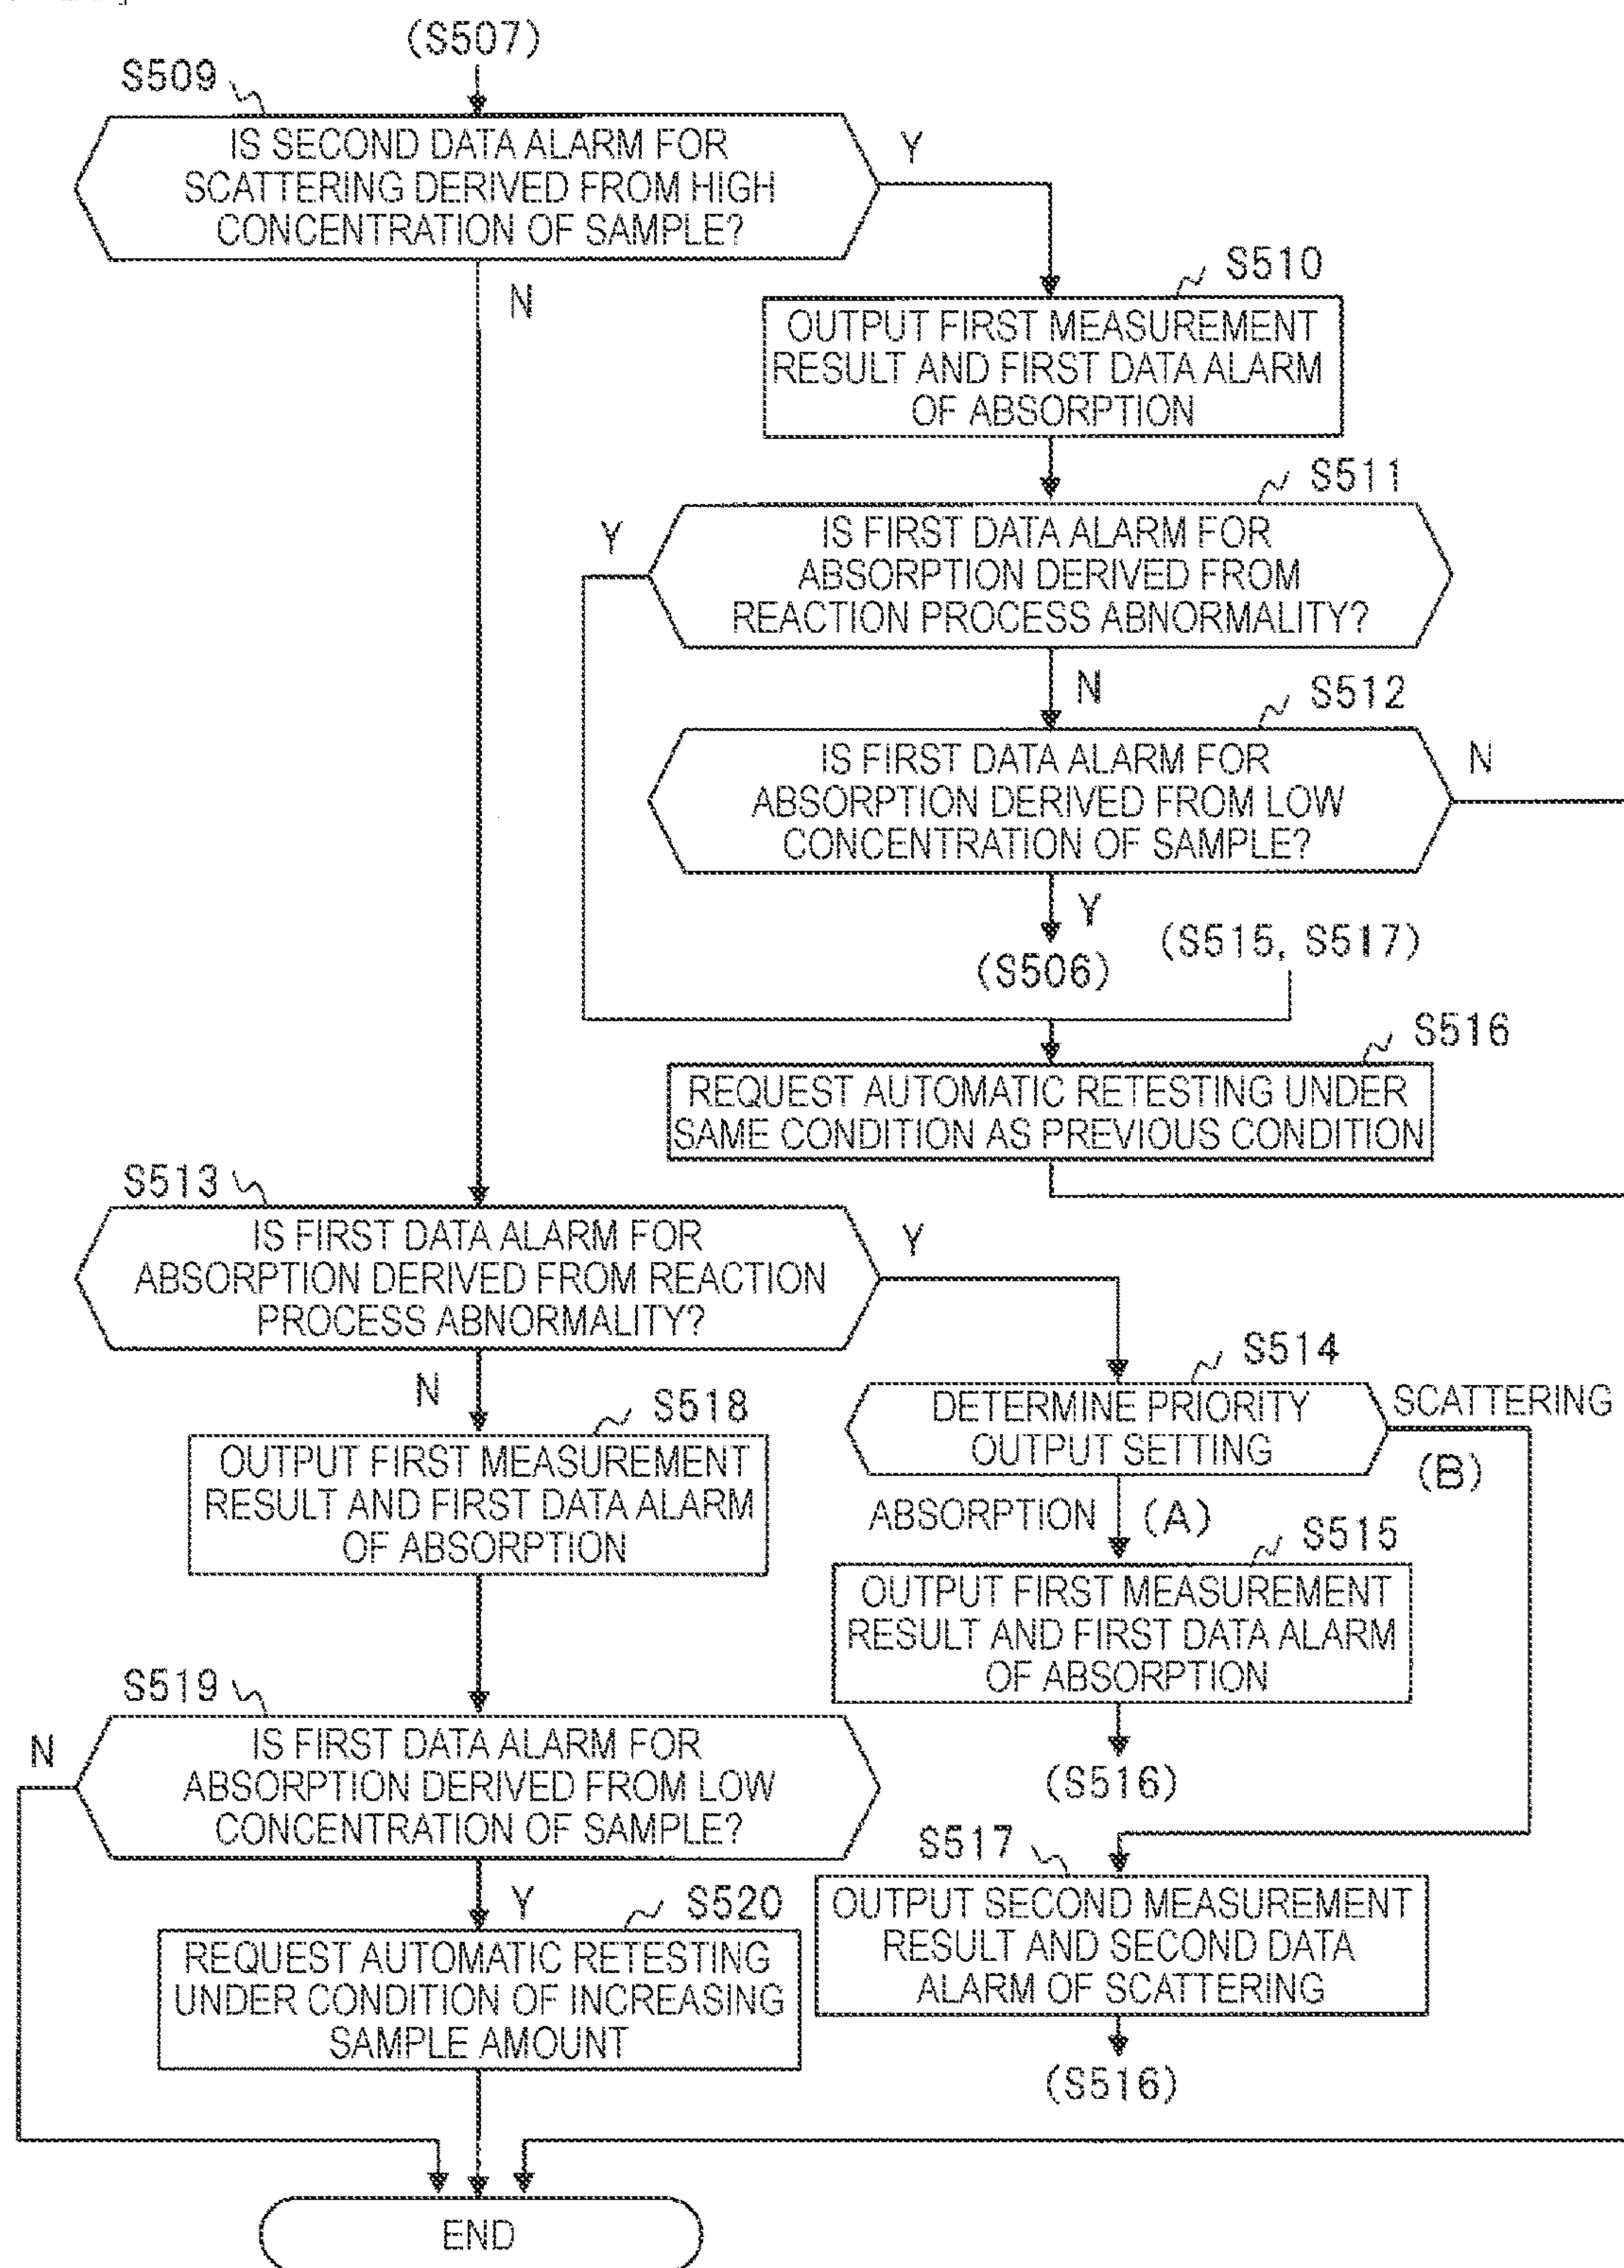 (S507)
S509
IS SECOND DATA ALARM FOR
SCATTERING DERIVED FROM HIGH
CONCENTRATION OF SAMPLE?
Y
N
S510
OUTPUT FIRST MEASUREMENT
RESULT AND FIRST DATA ALARM
OF ABSORPTION
S511
IS FIRST DATA ALARM FOR
ABSORPTION DERIVED FROM
REACTION PROCESS ABNORMALITY?
Y
N
S512
IS FIRST DATA ALARM FOR
ABSORPTION DERIVED FROM LOW
CONCENTRATION OF SAMPLE?
N
Y
(S506)
(S515, S517)
S516
REQUEST AUTOMATIC RETESTING UNDER
SAME CONDITION AS PREVIOUS CONDITION
S513
IS FIRST DATA ALARM FOR
ABSORPTION DERIVED FROM REACTION
PROCESS ABNORMALITY?
Y
N
S514
DETERMINE PRIORITY
OUTPUT SETTING
SCATTERING
(B)
ABSORPTION (A)
S515
OUTPUT FIRST MEASUREMENT
RESULT AND FIRST DATA ALARM
OF ABSORPTION
(S516)
S517
OUTPUT SECOND MEASUREMENT
RESULT AND SECOND DATA
ALARM OF SCATTERING
(S516)
S518
OUTPUT FIRST MEASUREMENT
RESULT AND FIRST DATA ALARM
OF ABSORPTION
S519
IS FIRST DATA ALARM FOR
ABSORPTION DERIVED FROM LOW
CONCENTRATION OF SAMPLE?
N
Y
S520
REQUEST AUTOMATIC RETESTING
UNDER CONDITION OF INCREASING
SAMPLE AMOUNT
END